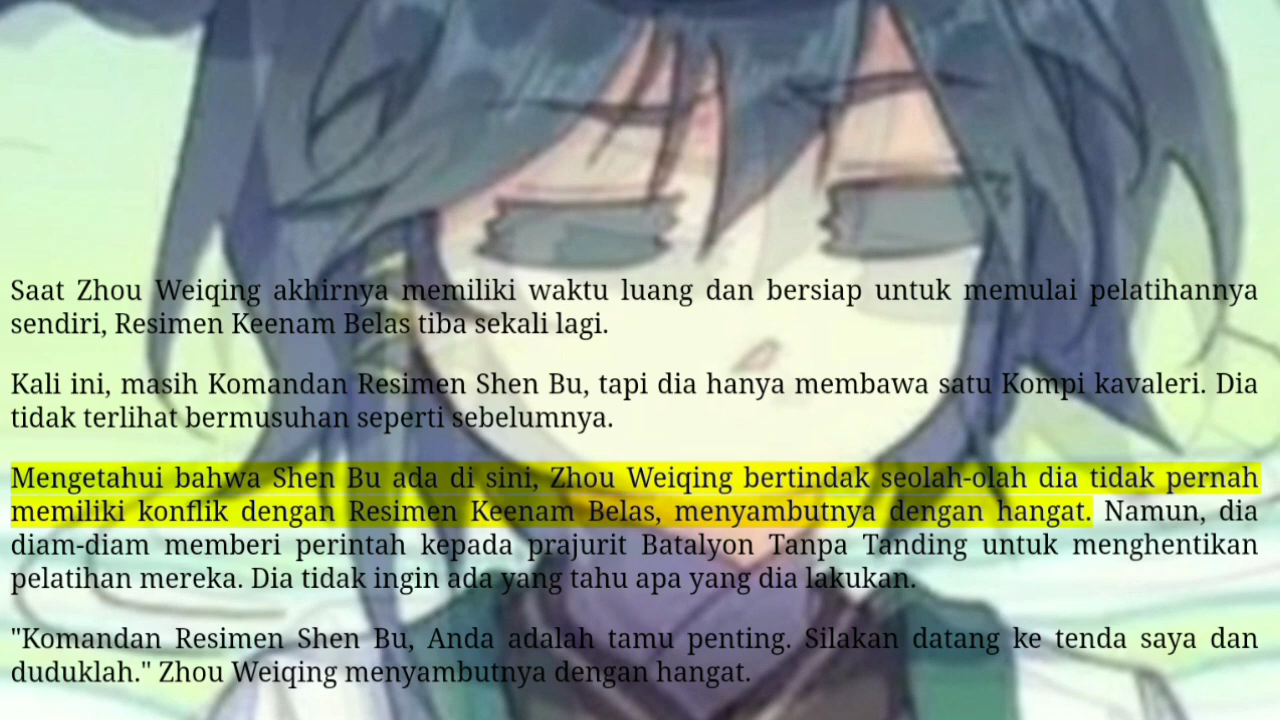 Saat Zhou Weiqing akhirnya memiliki waktu luang dan bersiap untuk memulai pelatihannya
sendiri, Resimen Keenam Belas tiba sekali lagi.
Kali ini, masih Komandan Resimen Shen Bu, tapi dia hanya membawa satu Kompi kavaleri. Dia
tidak terlihat bermusuhan seperti sebelumnya.
Mengetahui bahwa Shen Bu ada di sini, Zhou Weiqing bertindak seolah-olah dia tidak pernah
memiliki konflik dengan Resimen Keenam Belas, menyambutnya dengan hangat. Namun, dia
diam-diam memberi perintah kepada prajurit Batalyon Tanpa Tanding untuk menghentikan
pelatihan mereka. Dia tidak ingin ada yang tahu apa yang dia lakukan.
"Komandan Resimen Shen Bu, Anda adalah tamu penting. Silakan datang ke tenda saya dan
duduklah." Zhou Weiqing menyambutnya dengan hangat.